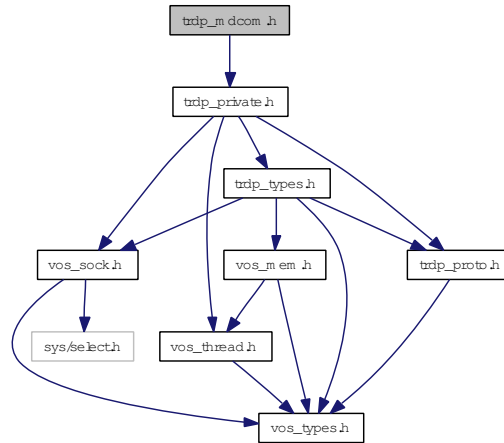 trdp_mdcom.h
trdp_private.h
trdp_types.h
vos_sock.h
vos_mem.h
trdp_proto.h
sys/select.h
vos_thread.h
vos_types.h